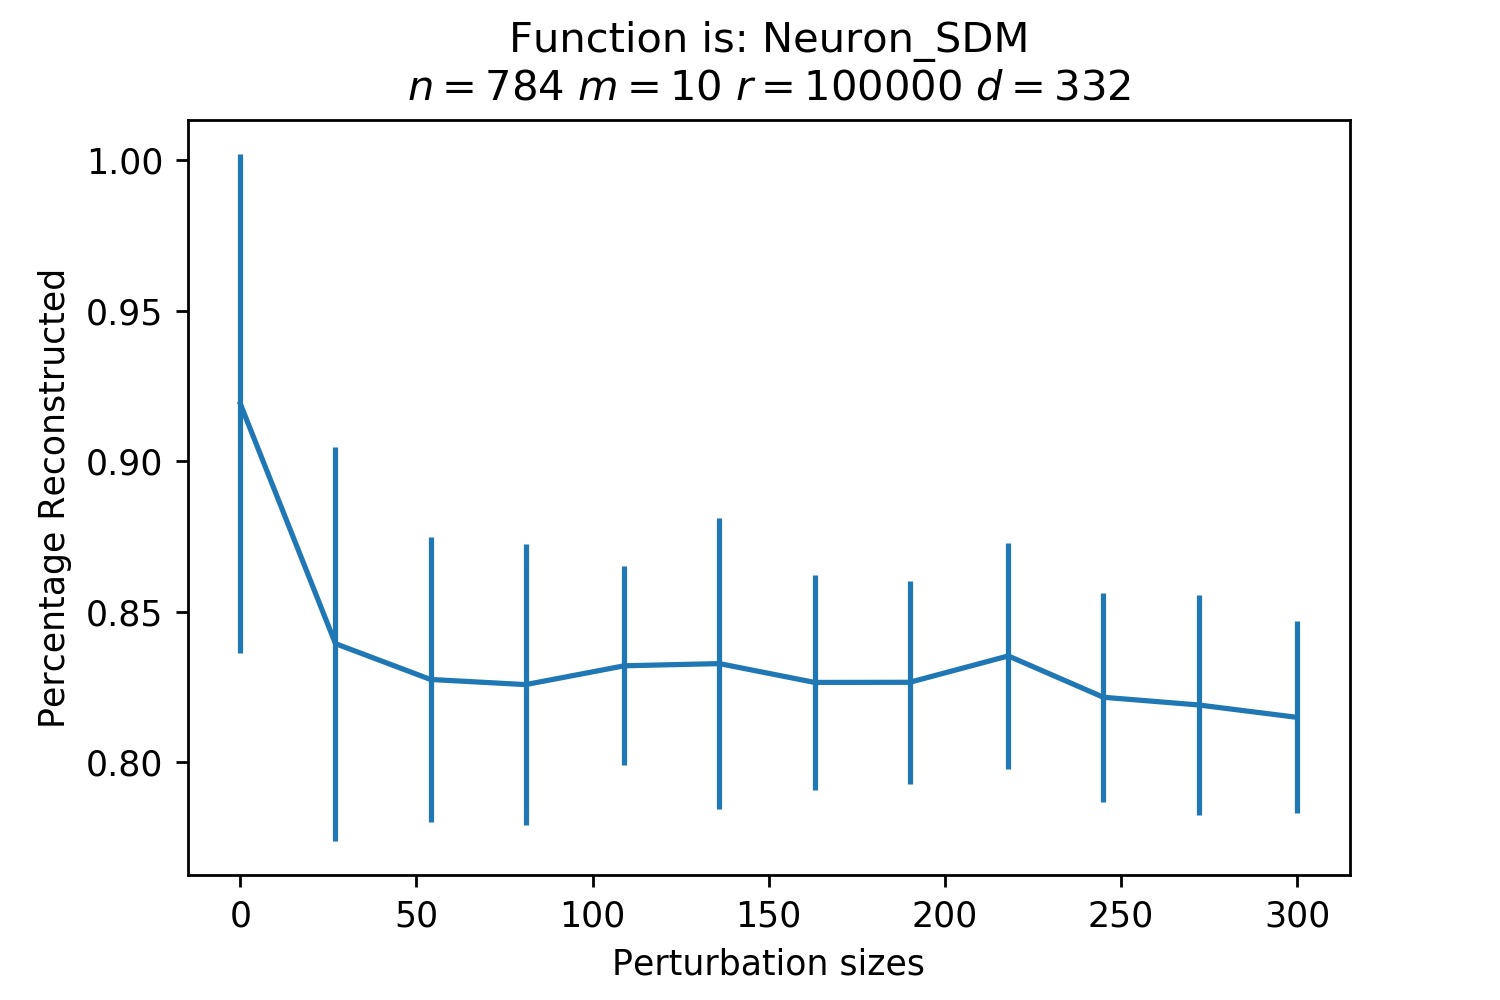 Function is: Neuron_SDM
n = 784 m = 10 r = 100000 d = 332
Percentage Reconstructed
1.00
0.95
0.90
0.85
0.80
0 50 100 150 200 250 300
Perturbation sizes